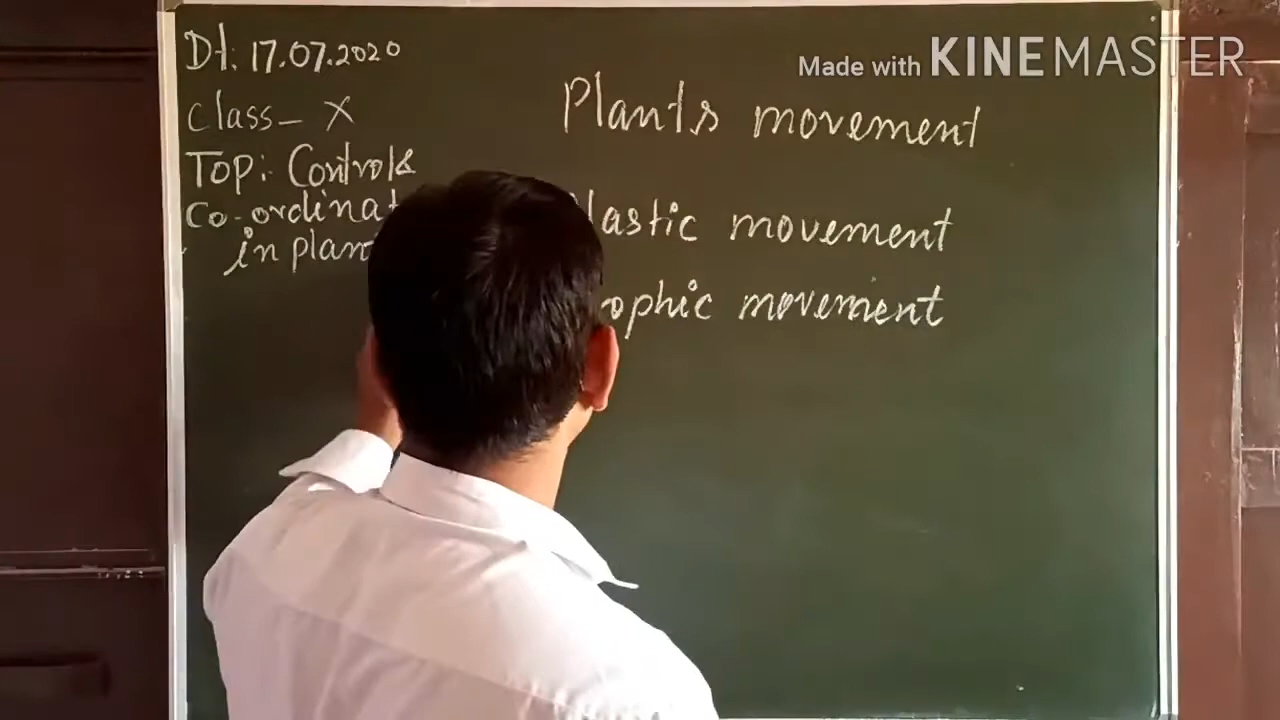 Dt: 17.07.2020
Made with KINEMASTER
Class - X
Plants movement
Top: Control &
Co-ordinat
in plan
lastic movement
ophic movement